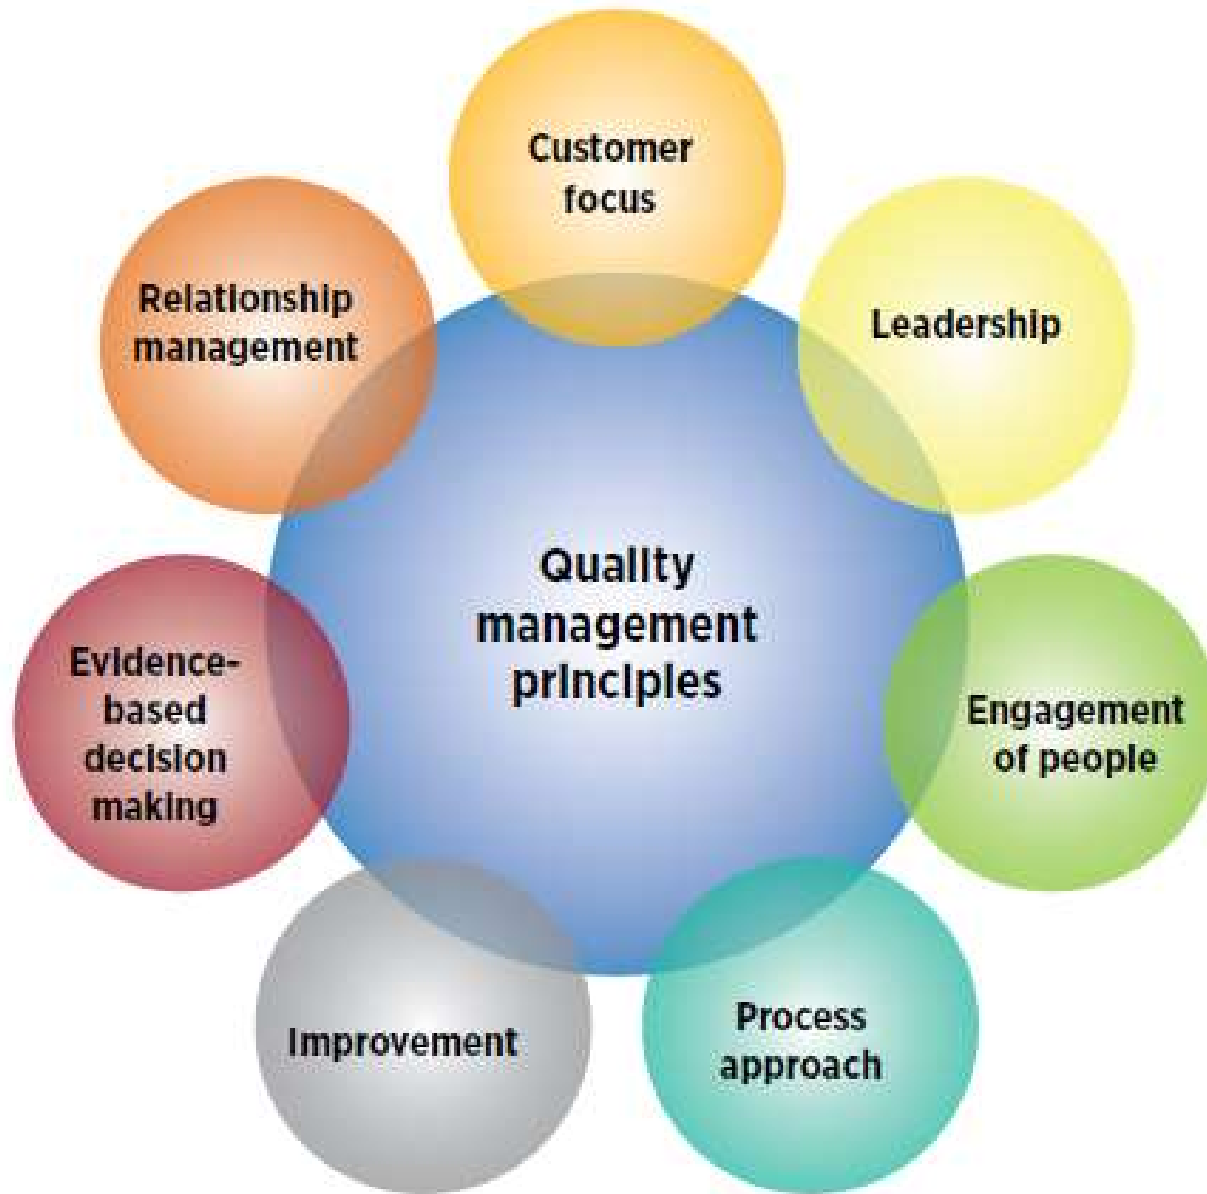 Customer
focus
Leadership
Engagement
of people
Process
approach
Improvement
Evidence-
based
decision
making
Relationship
management
Quality
management
principles